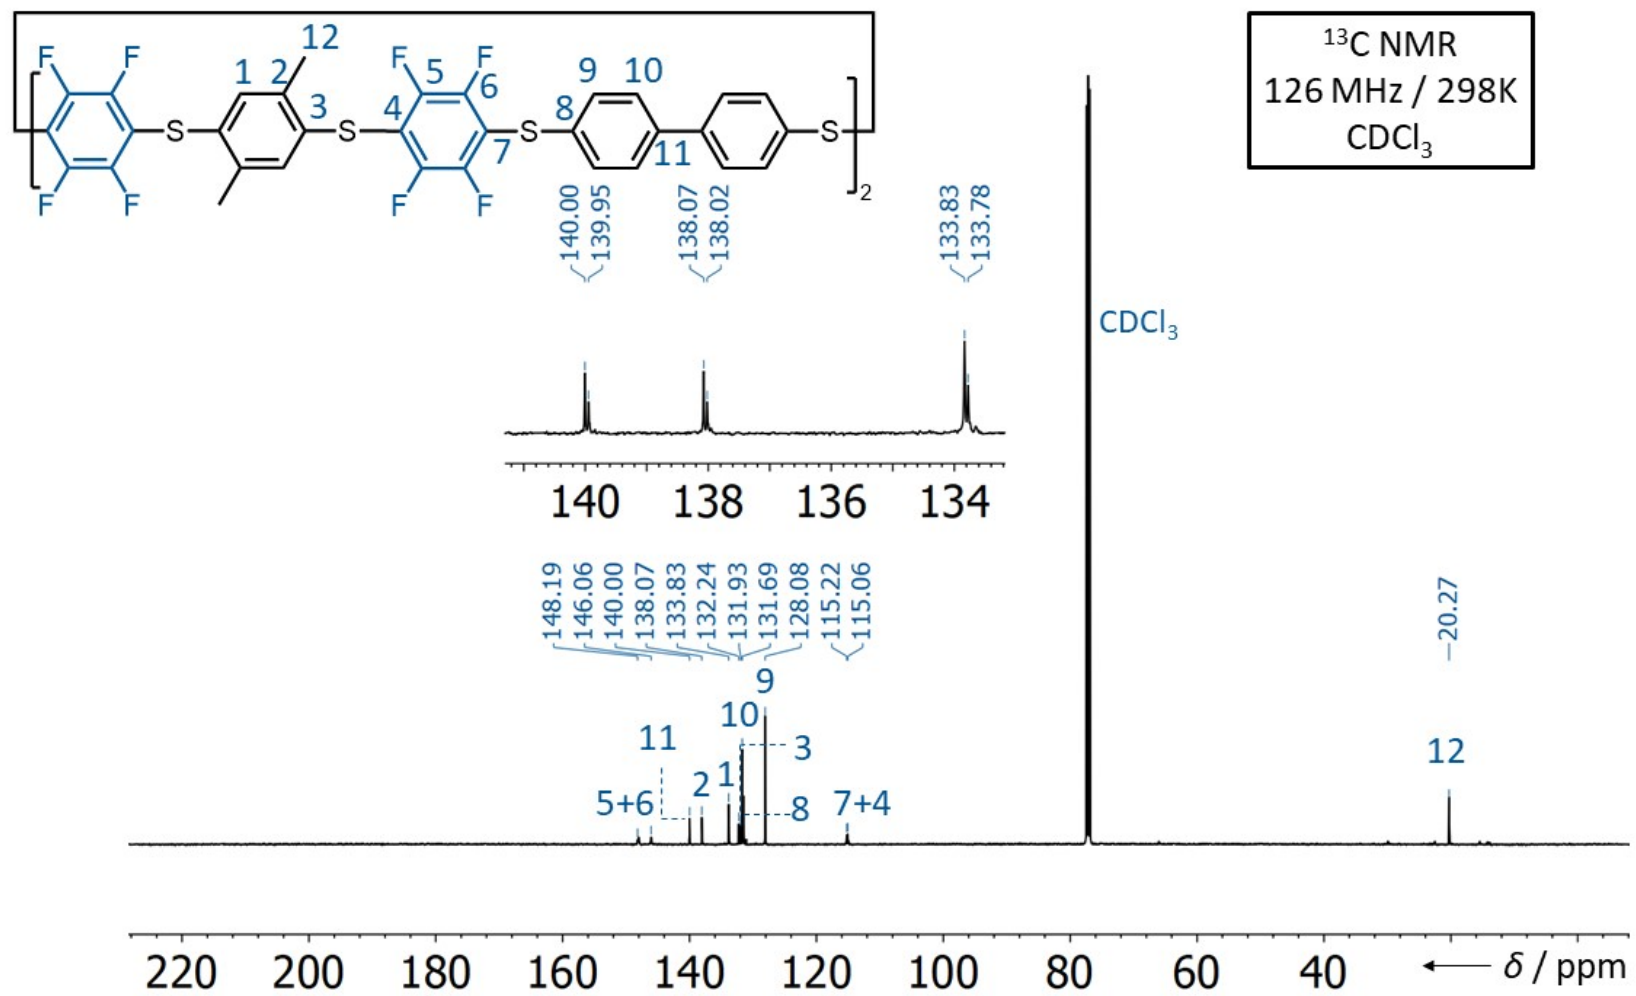 12
F F F F
1 2 5 6 9 10
3 4 8
S S S S
7 11
F F F F
2
13C NMR
126 MHz / 298K
CDCl3
140.00
139.95
138.07
138.02
133.83
133.78
CDCl3
140 138 136 134
148.19
146.06
140.00
138.07
133.83
132.24
131.93
131.69
128.08
115.22
115.06
20.27
9
10
11 3
2 1
5+6 8 7+4
12
220 200 180 160 140 120 100 80 60 40 δ / ppm